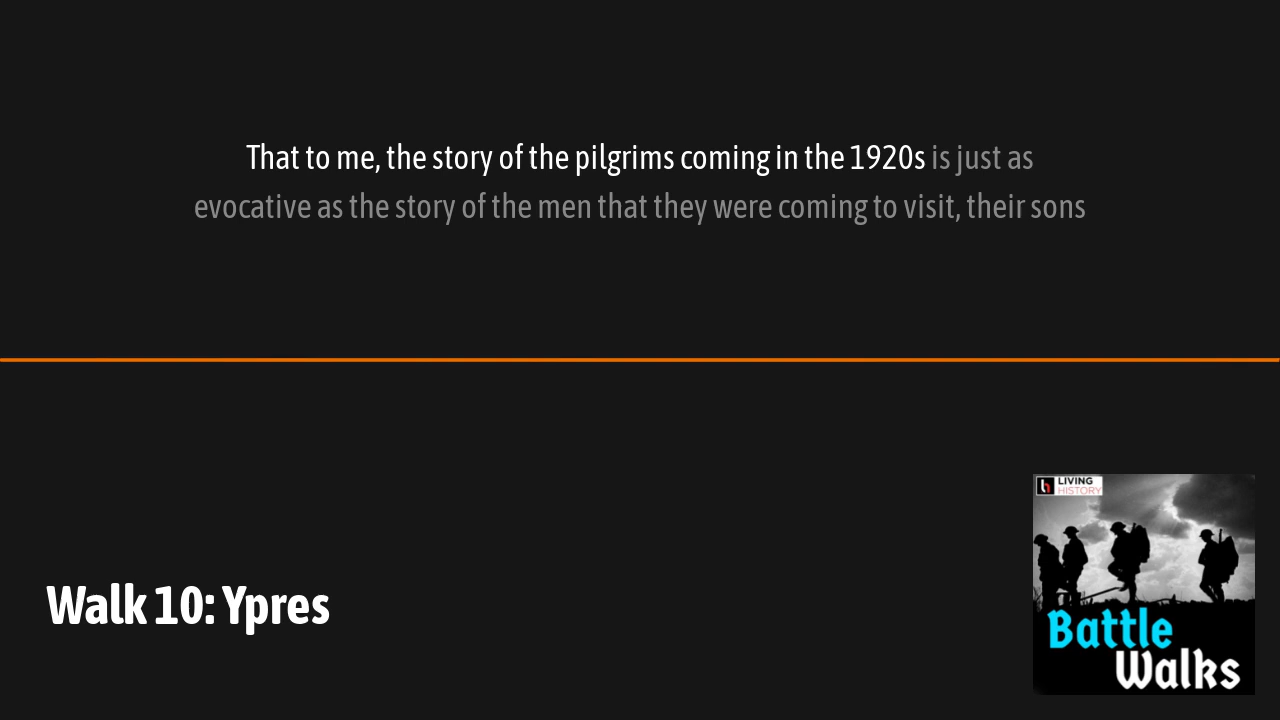 That to me, the story of the pilgrims coming in the 1920s is just as
evocative as the story of the men that they were coming to visit, their sons
Walk 10: Ypres
LIVING
HISTORY
Battle
Walks